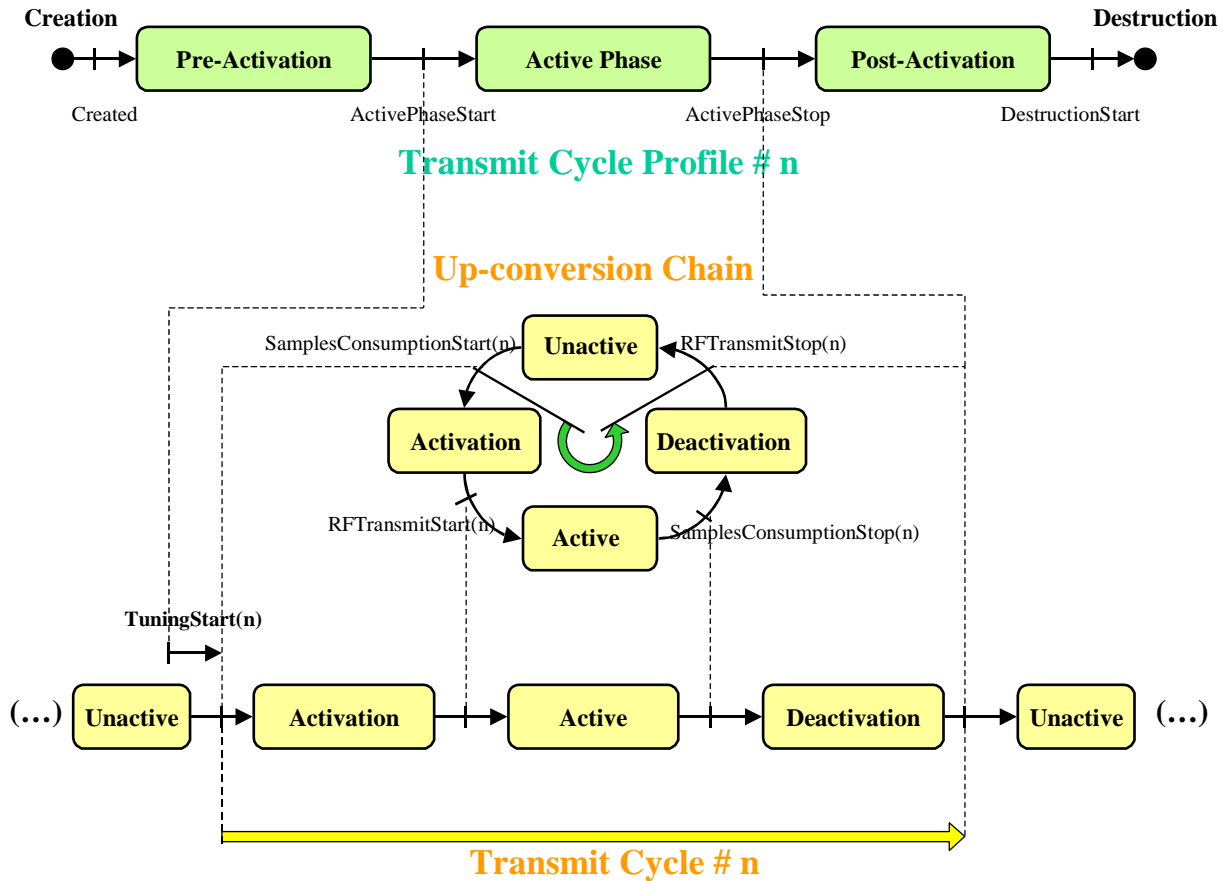 Creation
Destruction
Pre-Activation
Active Phase
Post-Activation
Created
ActivePhaseStart
ActivePhaseStop
DestructionStart
Transmit Cycle Profile # n
Up-conversion Chain
SamplesConsumptionStart(n)
Unactive
RFTransmitStop(n)
Activation
Deactivation
RFTransmitStart(n)
Active
SamplesConsumptionStop(n)
TuningStart(n)
(…)
Unactive
Activation
Active
Deactivation
Unactive
(…)
Transmit Cycle # n